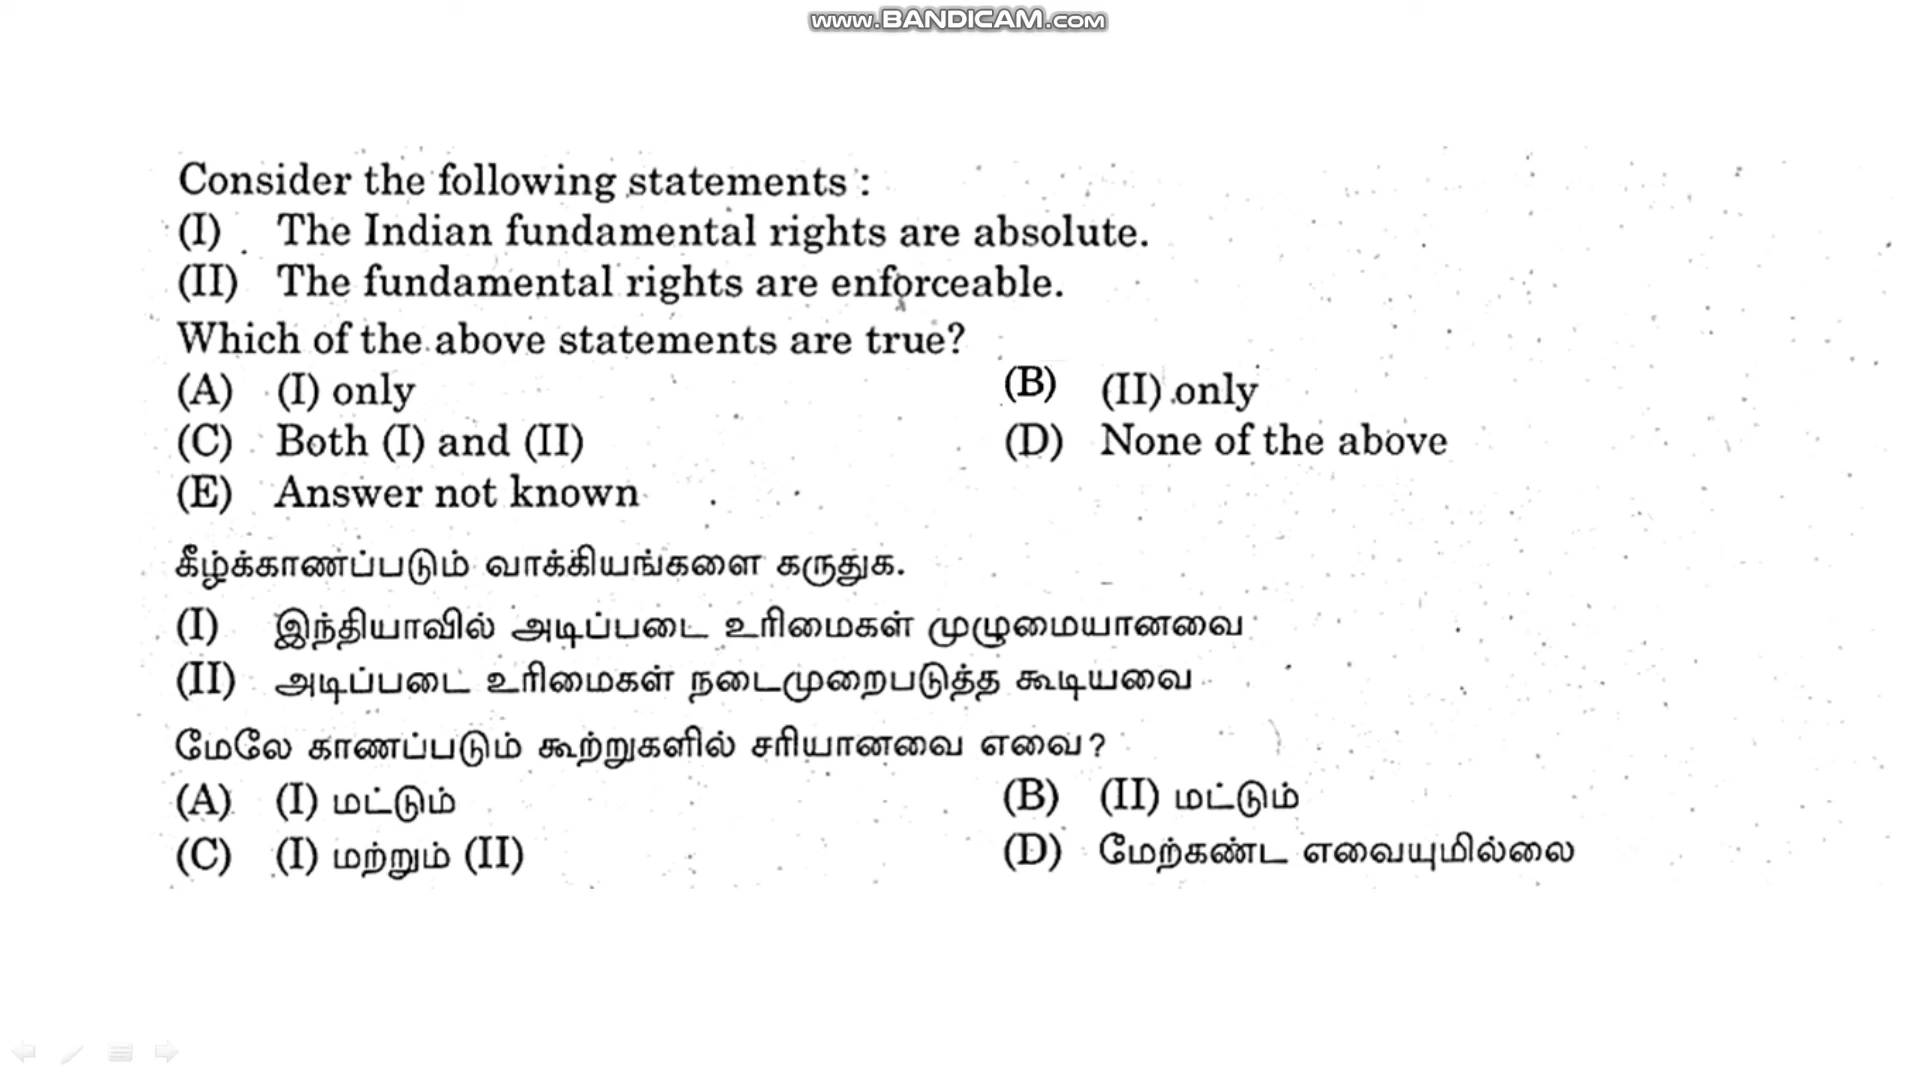 www.BANDICAM.com
Consider the following statements :
(I) The Indian fundamental rights are absolute.
(II) The fundamental rights are enforceable.
Which of the above statements are true?
(A) (I) only (B) (II) only
(C) Both (I) and (II) (D) None of the above
(E) Answer not known
கீழ்க்காணப்படும் வாக்கியங்களை கருதுக.
(I) இந்தியாவில் அடிப்படை உரிமைகள் முழுமையானவை
(II) அடிப்படை உரிமைகள் நடைமுறைபடுத்த கூடியவை
மேலே காணப்படும் கூற்றுகளில் சரியானவை எவை?
(A) (I) மட்டும் (B) (II) மட்டும்
(C) (I) மற்றும் (II) (D) மேற்கண்ட எவையுமில்லை